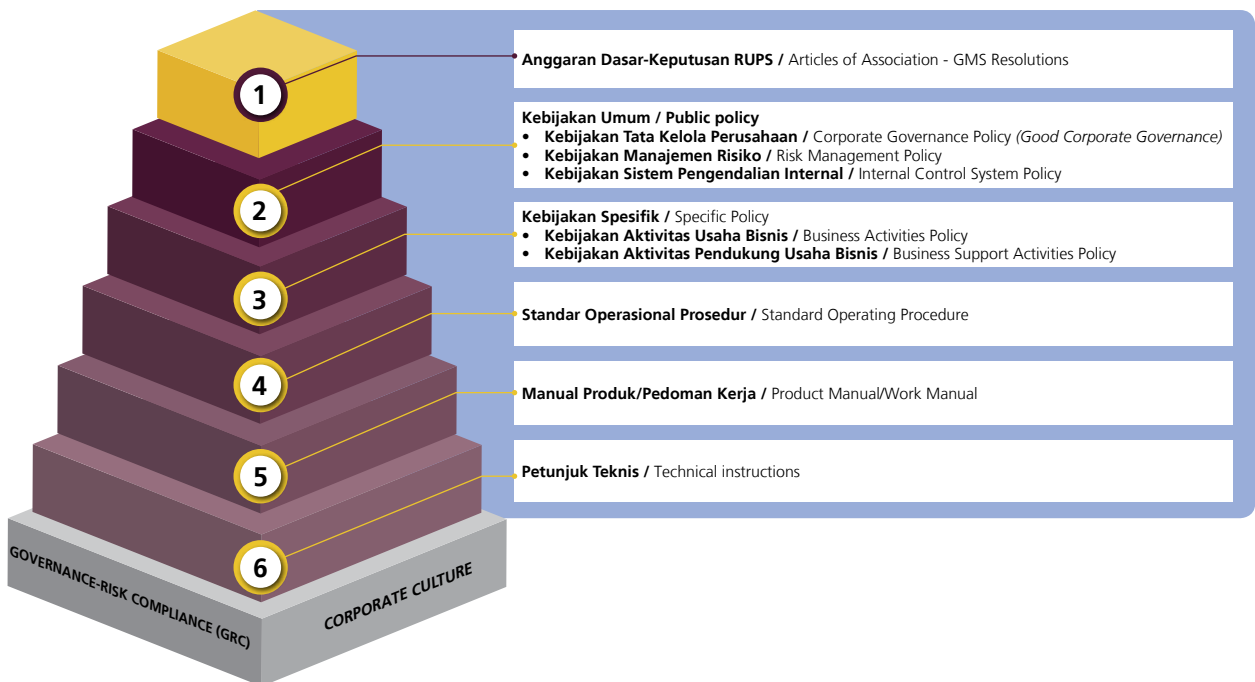 1
Anggaran Dasar-Keputusan RUPS / Articles of Association - GMS Resolutions
2
Kebijakan Umum / Public policy
• Kebijakan Tata Kelola Perusahaan / Corporate Governance Policy (Good Corporate Governance)
• Kebijakan Manajemen Risiko / Risk Management Policy
• Kebijakan Sistem Pengendalian Internal / Internal Control System Policy
3
Kebijakan Spesifik / Specific Policy
• Kebijakan Aktivitas Usaha Bisnis / Business Activities Policy
• Kebijakan Aktivitas Pendukung Usaha Bisnis / Business Support Activities Policy
4
Standar Operasional Prosedur / Standard Operating Procedure
5
Manual Produk/Pedoman Kerja / Product Manual/Work Manual
6
Petunjuk Teknis / Technical instructions
GOVERNANCE-RISK COMPLIANCE (GRC)
CORPORATE CULTURE